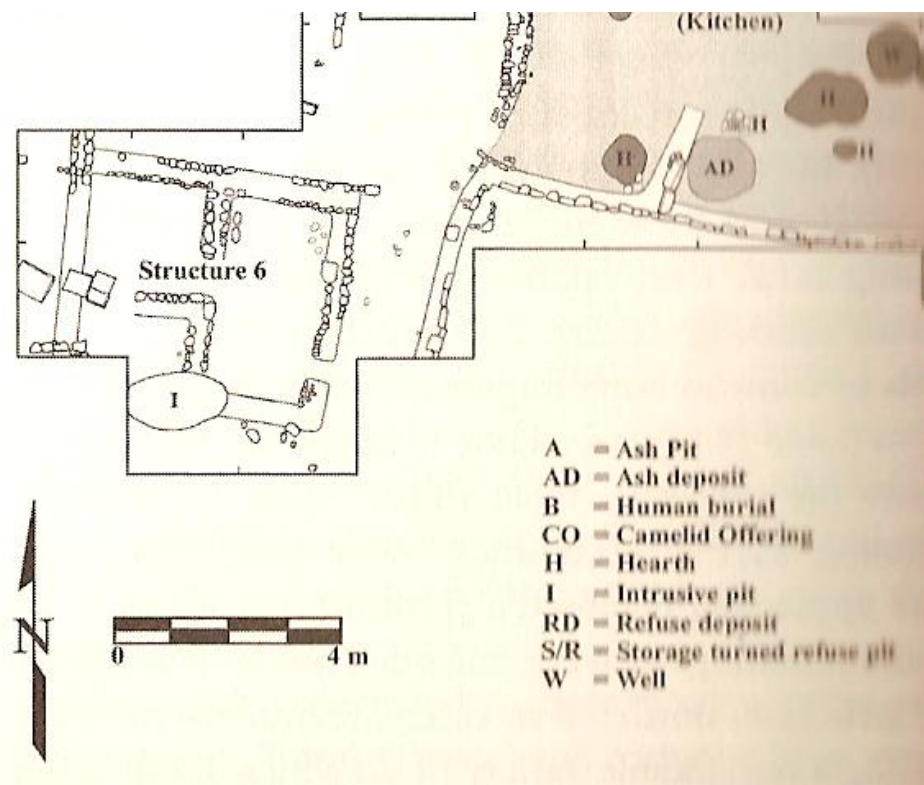 (Kitchen)
W
H
H
H
H
AD
Structure 6
I
A = Ash Pit
AD = Ash deposit
B = Human burial
CO = Camelid Offering
H = Hearth
I = Intrusive pit
RD = Refuse deposit
S/R = Storage turned refuse pit
W = Well
N
0 4 m